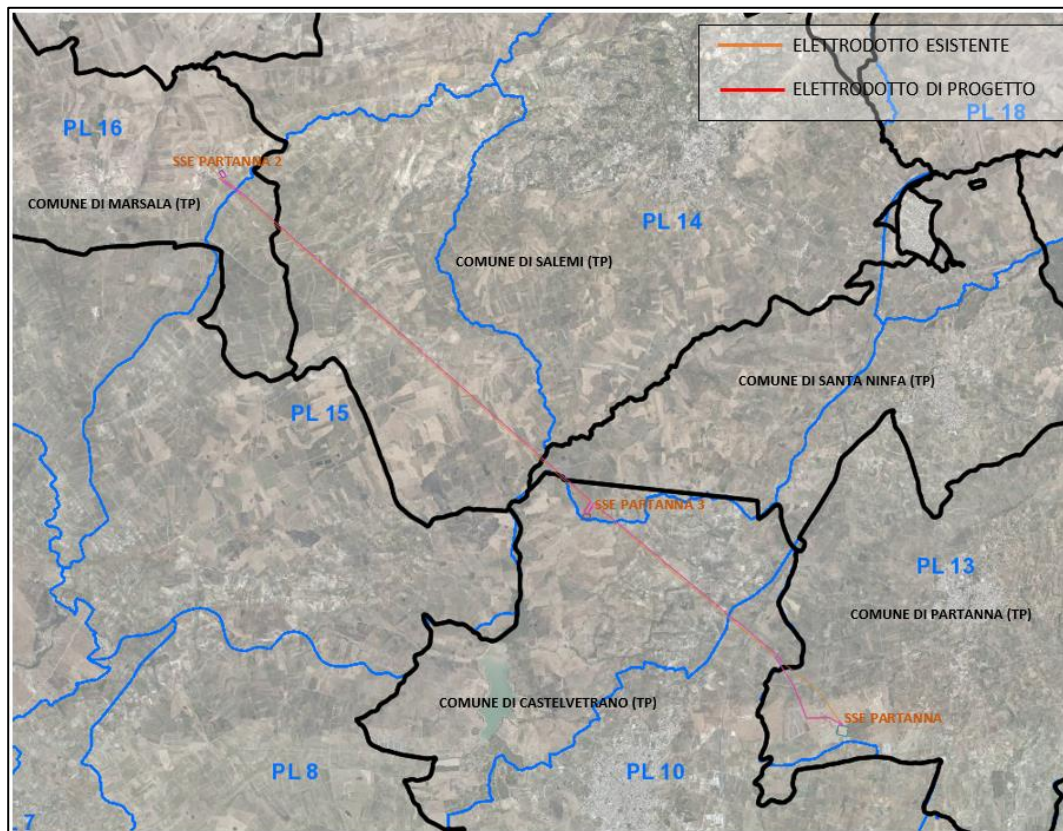 ELETTRODOTTO ESISTENTE
ELETTRODOTTO DI PROGETTO
PL 18
PL 16
SSE PARTANNA 2
COMUNE DI MARSALA (TP)
PL 14
COMUNE DI SALEMI (TP)
COMUNE DI SANTA NINFA (TP)
PL 15
SSE PARTANNA 3
PL 13
COMUNE DI PARTANNA (TP)
COMUNE DI CASTELVETRANO (TP)
SSE PARTANNA
PL 8
PL 10
. 7